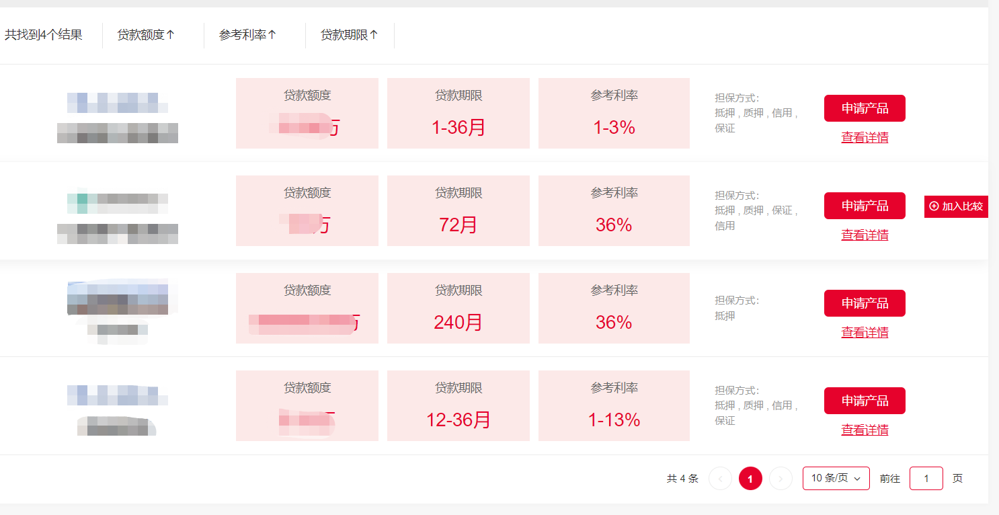 共找到4个结果 贷款额度↑ 参考利率↑ 贷款期限↑
贷款额度 贷款期限 参考利率
万 1-36月 1-3%
担保方式：
抵押 , 质押 , 信用 ,
保证
申请产品
查看详情
贷款额度 贷款期限 参考利率
万 72月 36%
担保方式：
抵押 , 质押 , 保证 ,
信用
申请产品
查看详情
加入比较
贷款额度 贷款期限 参考利率
万 240月 36%
担保方式：
抵押
申请产品
查看详情
贷款额度 贷款期限 参考利率
12-36月 1-13%
担保方式：
抵押 , 质押 , 信用 ,
保证
申请产品
查看详情
共 4 条 1 10 条/页 前往 1 页